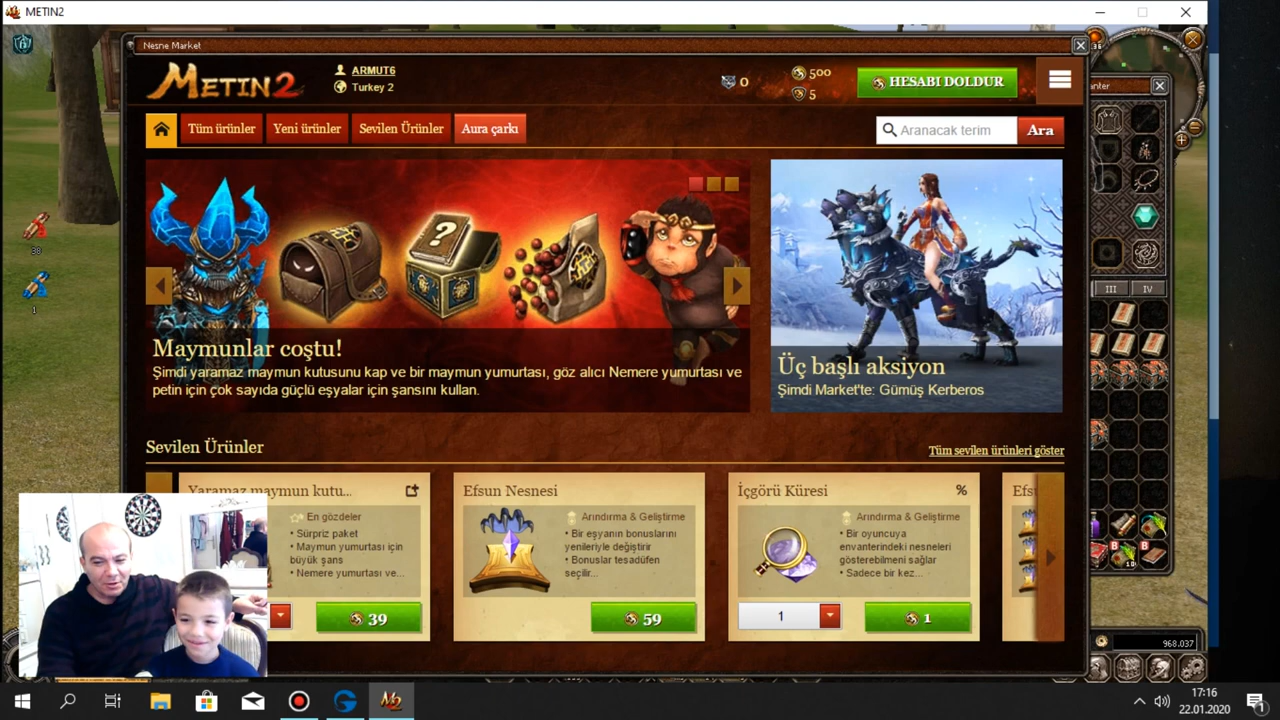 METIN2
Nesne Market
METIN2
ARMUT6
Turkey 2
0
500
5
HESABI DOLDUR
Tüm ürünler
Yeni ürünler
Sevilen Ürünler
Aura çarkı
Aranacak terim
Ara
?
Maymunlar coştu!
Şimdi yaramaz maymun kutusunu kap ve bir maymun yumurtası, göz alıcı Nemere yumurtası ve
petin için çok sayıda güçlü eşyalar için şansını kullan.
Üç başlı aksiyon
Şimdi Market'te: Gümüş Kerberos
38
1
36
III
IV
Sevilen Ürünler
Tüm sevilen ürünleri göster
Yaramaz maymun kutu...
En gözdeler
• Sürpriz paket
• Maymun yumurtası için
büyük şans
• Nemere yumurtası ve...
39
Efsun Nesnesi
Arındırma & Geliştirme
• Bir eşyanın bonuslarını
yenileriyle değiştirir
• Bonuslar tesadüfen
seçilir...
59
İçgörü Küresi
%
Arındırma & Geliştirme
• Bir oyuncuya
envanterindeki nesneleri
gösterebilmeni sağlar
• Sadece bir kez...
1
1
968.037
17:16
22.01.2020
1